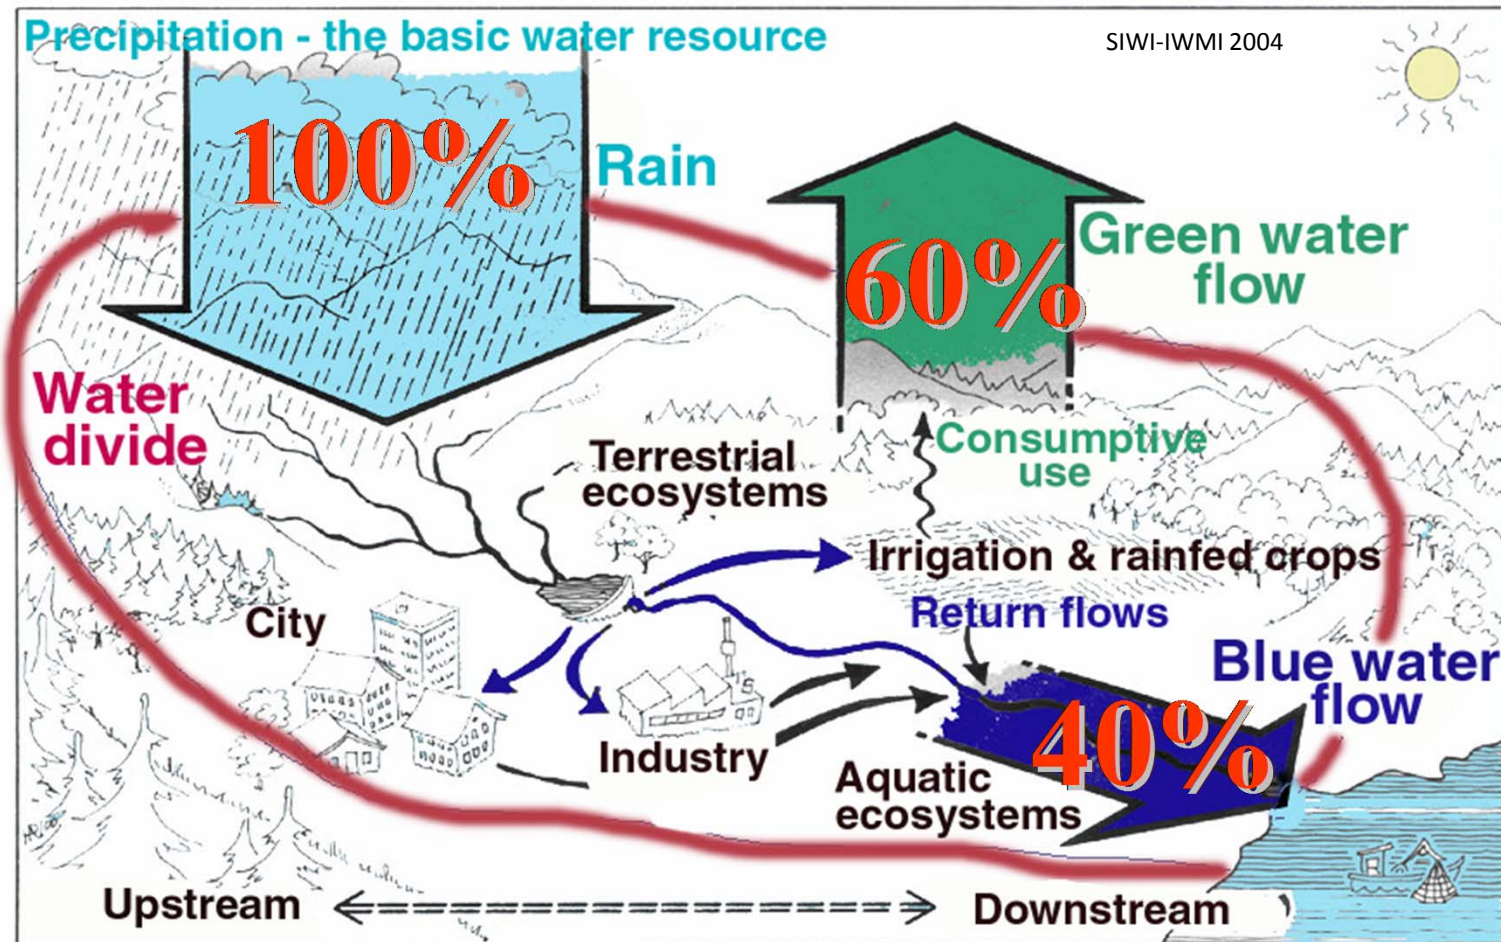 Precipitation - the basic water resource
SIWI-IWMI 2004
100%
Rain
60%
Green water
flow
Water
divide
Consumptive
use
Terrestrial
ecosystems
Irrigation & rainfed crops
City
Return flows
Blue water
flow
40%
Industry
Aquatic
ecosystems
Upstream
Downstream